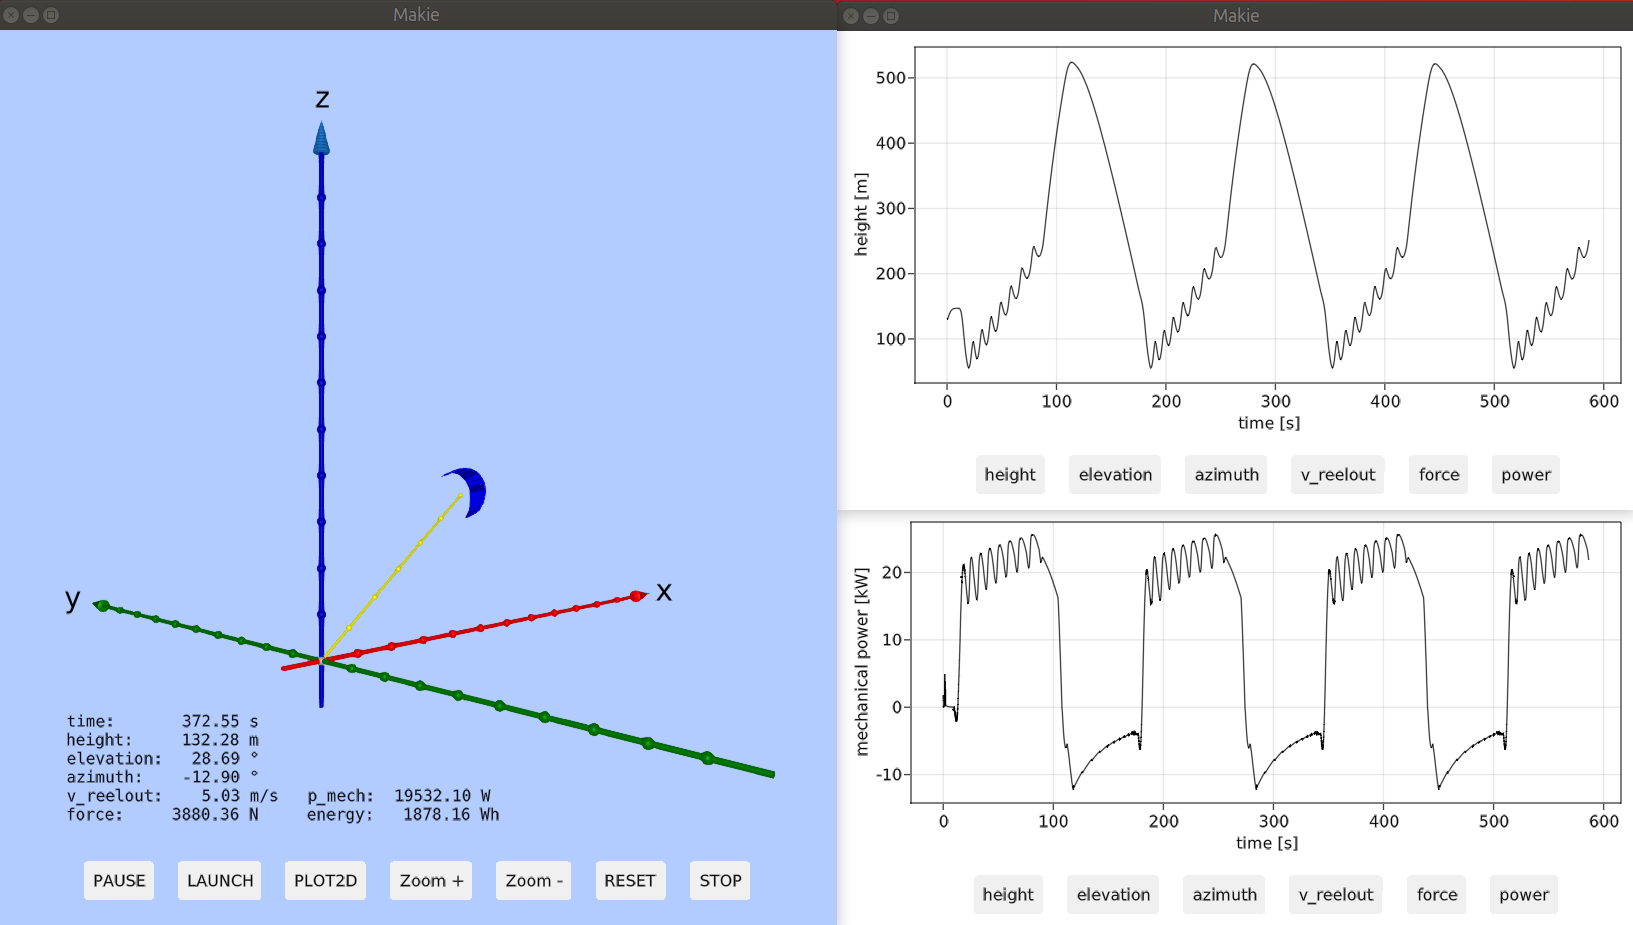 Makie
z
y
x
time: 372.55 s
height: 132.28 m
elevation: 28.69 °
azimuth: -12.90 °
v_reelout: 5.03 m/s p_mech: 19532.10 W
force: 3880.36 N energy: 1878.16 Wh
PAUSE LAUNCH PLOT2D Zoom + Zoom - RESET STOP
Makie
height [m]
500
400
300
200
100
0 100 200 300 400 500 600
time [s]
height elevation azimuth v_reelout force power
mechanical power [kW]
20
10
0
-10
0 100 200 300 400 500 600
time [s]
height elevation azimuth v_reelout force power